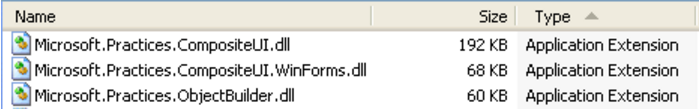 Name Size Type
Microsoft.Practices.CompositeUI.dll 192 KB Application Extension
Microsoft.Practices.CompositeUI.WinForms.dll 68 KB Application Extension
Microsoft.Practices.ObjectBuilder.dll 60 KB Application Extension